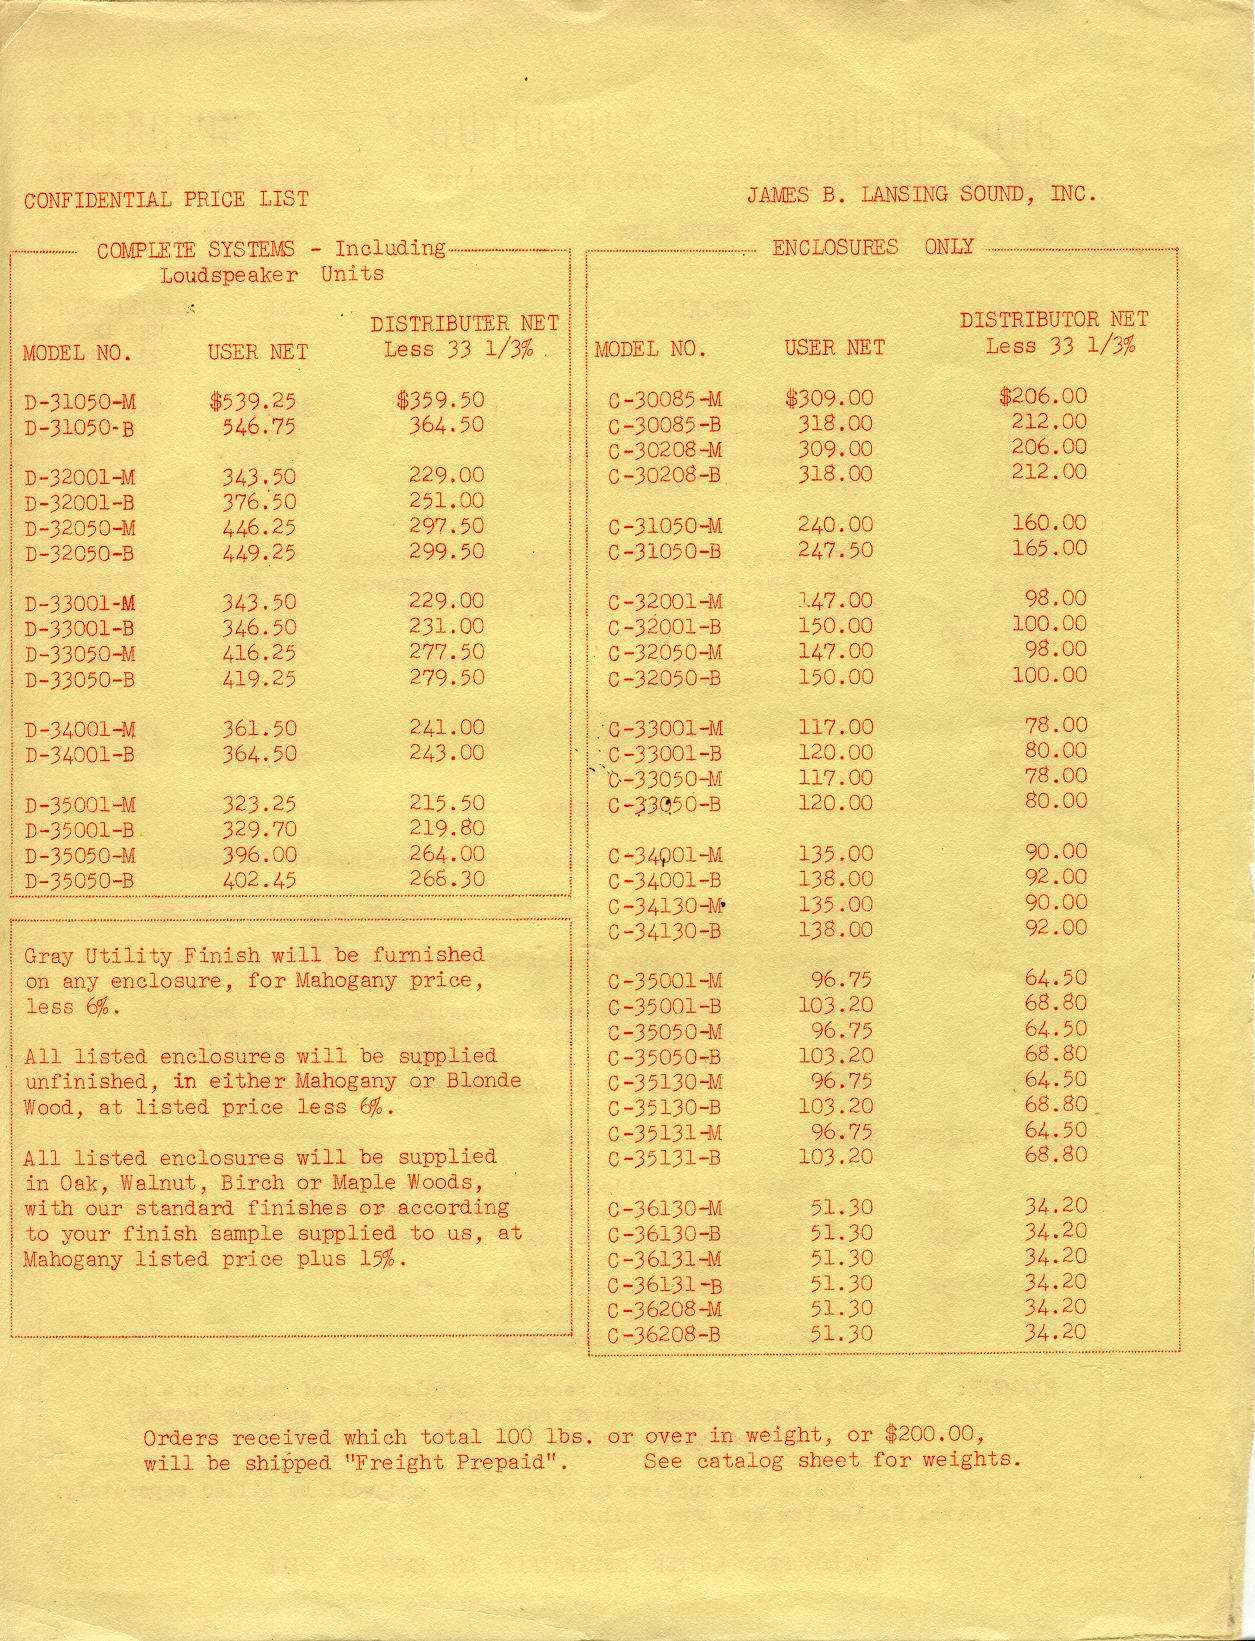 CONFIDENTIAL PRICE LIST
JAMES B. LANSING SOUND, INC.
COMPLETE SYSTEMS - Including
Loudspeaker Units
DISTRIBUTER NET
MODEL NO. USER NET Less 33 1/3%
D-31050-M $539.25 $359.50
D-31050-B 546.75 364.50
D-32001-M 343.50 229.00
D-32001-B 376.50 251.00
D-32050-M 446.25 297.50
D-32050-B 449.25 299.50
D-33001-M 343.50 229.00
D-33001-B 346.50 231.00
D-33050-M 416.25 277.50
D-33050-B 419.25 279.50
D-34001-M 361.50 241.00
D-34001-B 364.50 243.00
D-35001-M 323.25 215.50
D-35001-B 329.70 219.80
D-35050-M 396.00 264.00
D-35050-B 402.45 268.30
Gray Utility Finish will be furnished
on any enclosure, for Mahogany price,
less 6%.
All listed enclosures will be supplied
unfinished, in either Mahogany or Blonde
Wood, at listed price less 6%.
All listed enclosures will be supplied
in Oak, Walnut, Birch or Maple Woods,
with our standard finishes or according
to your finish sample supplied to us, at
Mahogany listed price plus 15%.
ENCLOSURES ONLY
DISTRIBUTOR NET
MODEL NO. USER NET Less 33 1/3%
C-30085-M $309.00 $206.00
C-30085-B 318.00 212.00
C-30208-M 309.00 206.00
C-30208-B 318.00 212.00
C-31050-M 240.00 160.00
C-31050-B 247.50 165.00
C-32001-M 147.00 98.00
C-32001-B 150.00 100.00
C-32050-M 147.00 98.00
C-32050-B 150.00 100.00
C-33001-M 117.00 78.00
C-33001-B 120.00 80.00
C-33050-M 117.00 78.00
C-33050-B 120.00 80.00
C-34001-M 135.00 90.00
C-34001-B 138.00 92.00
C-34130-M 135.00 90.00
C-34130-B 138.00 92.00
C-35001-M 96.75 64.50
C-35001-B 103.20 68.80
C-35050-M 96.75 64.50
C-35050-B 103.20 68.80
C-35130-M 96.75 64.50
C-35130-B 103.20 68.80
C-35131-M 96.75 64.50
C-35131-B 103.20 68.80
C-36130-M 51.30 34.20
C-36130-B 51.30 34.20
C-36131-M 51.30 34.20
C-36131-B 51.30 34.20
C-36208-M 51.30 34.20
C-36208-B 51.30 34.20
Orders received which total 100 lbs. or over in weight, or $200.00,
will be shipped "Freight Prepaid". See catalog sheet for weights.